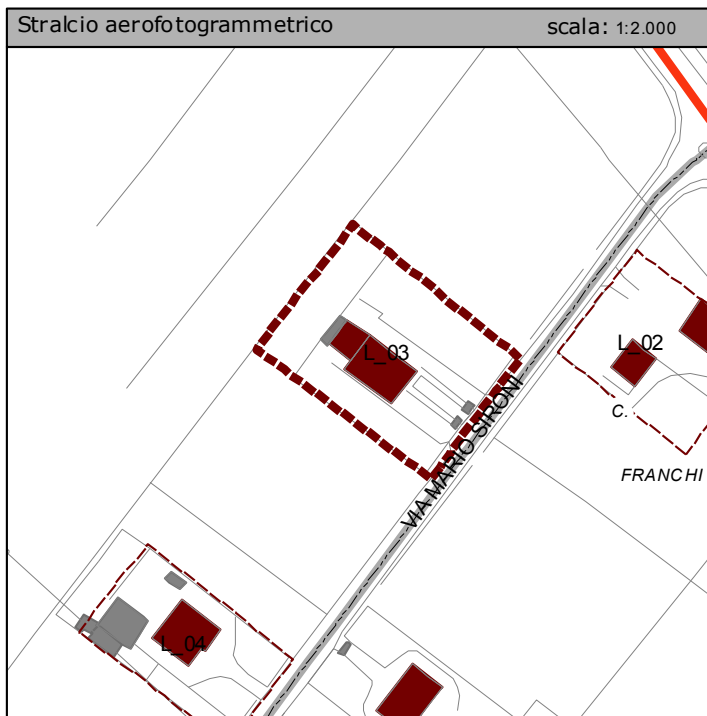 Stralcio aerofotogrammetrico scala: 1:2.000
L_03
L_02
C.
VIA MARIO SIRONI
FRANCHI
L_04